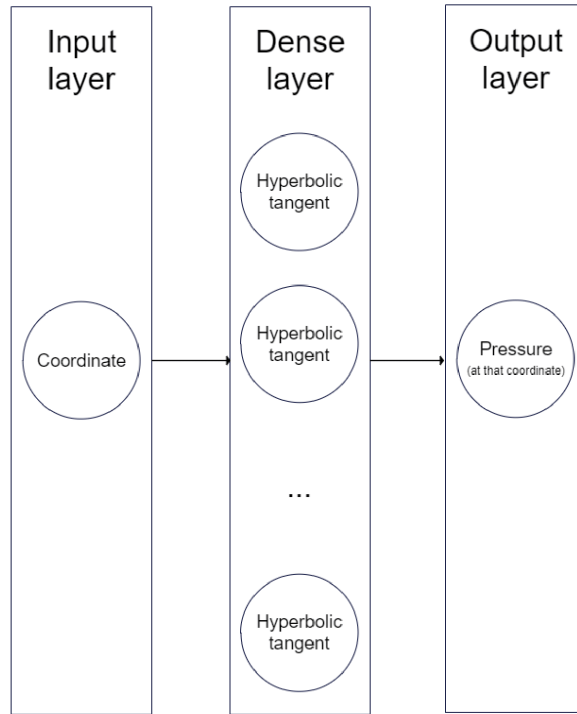 Input
layer
Dense
layer
Output
layer
Hyperbolic
tangent
Coordinate
Hyperbolic
tangent
Pressure
(at that coordinate)
...
Hyperbolic
tangent